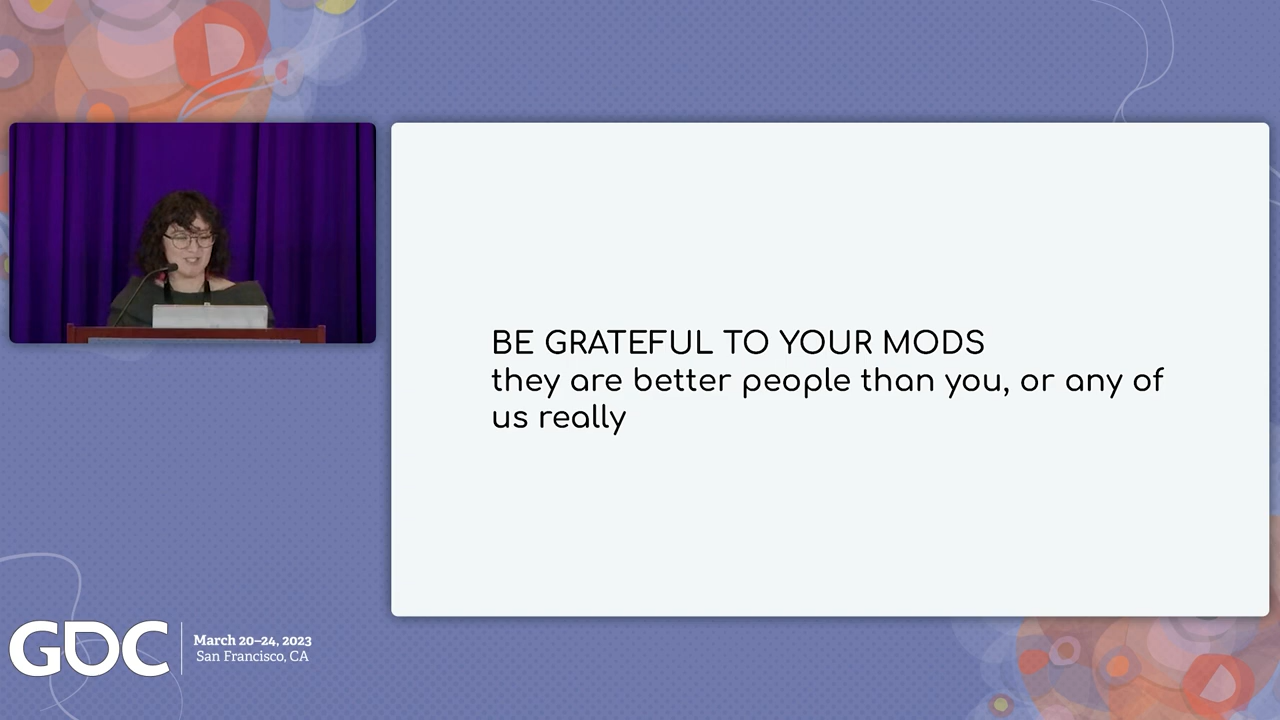 BE GRATEFUL TO YOUR MODS
they are better people than you, or any of
us really
GDC
March 20–24, 2023
San Francisco, CA